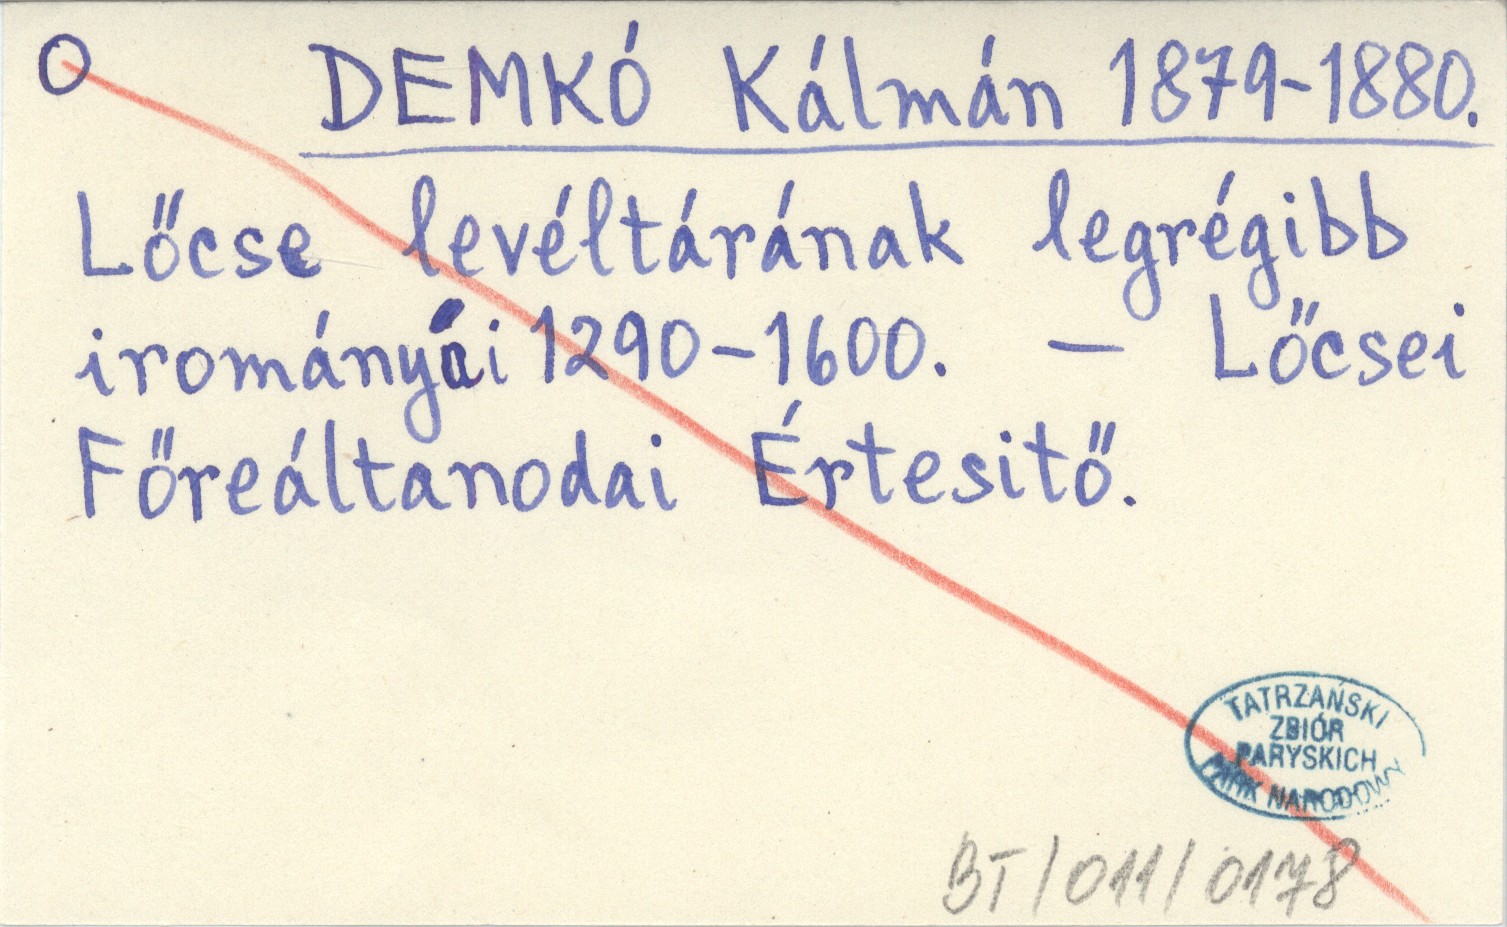 O DEMKÓ Kálmán 1879-1880.
Lőcse levéltárának legrégibb
irományái 1290-1600. — Lőcsei
Főreáltanodai Értesitő.
TATRZAŃSKI
ZBIÓR
PARYSKICH
PARK NARODOWY
BT/011/0178